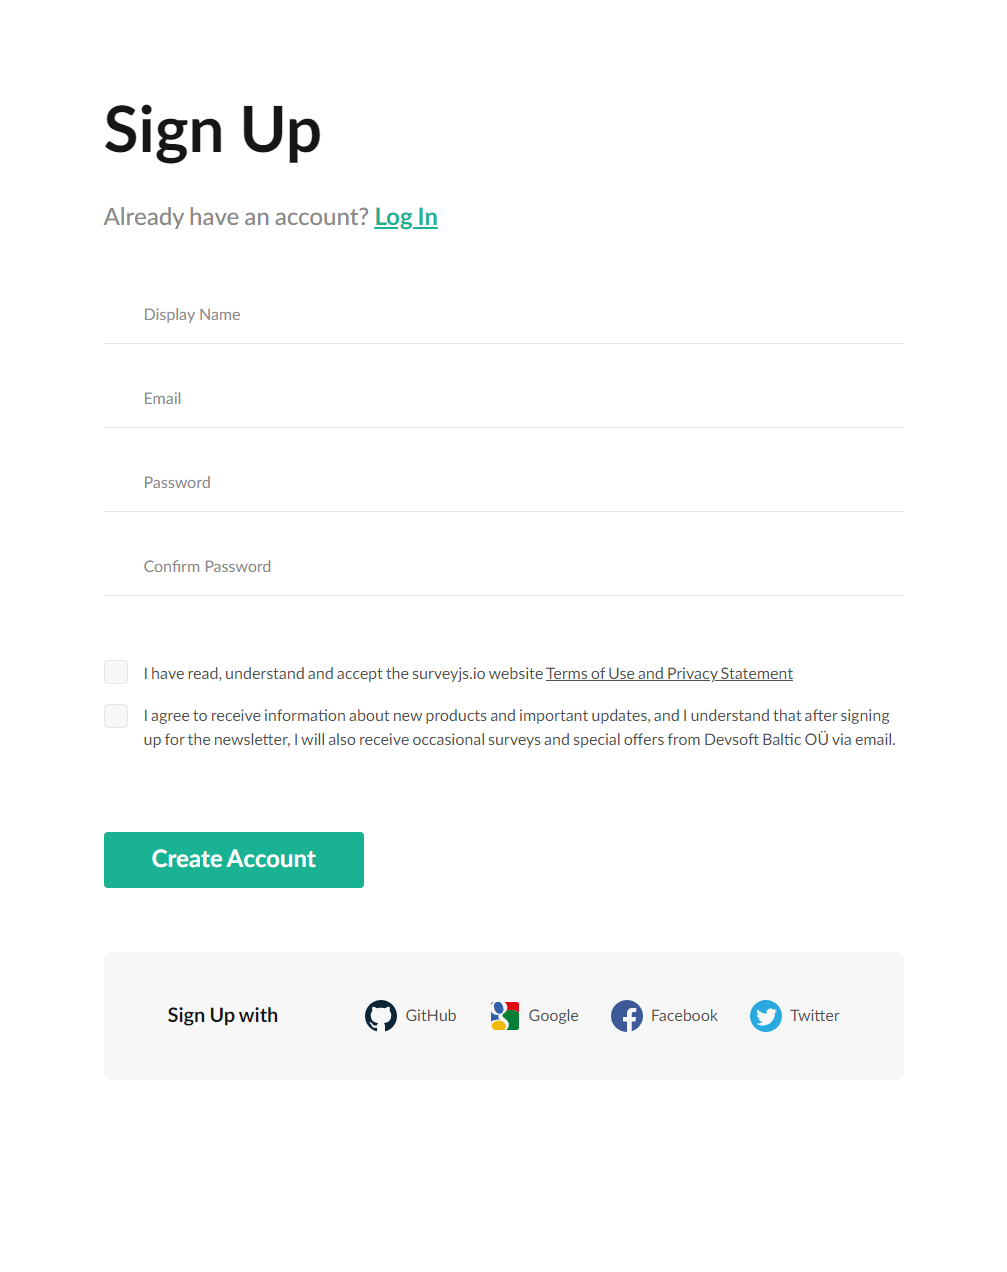 Sign Up
Already have an account? Log In
Display Name
Email
Password
Confirm Password
I have read, understand and accept the surveyjs.io website Terms of Use and Privacy Statement
I agree to receive information about new products and important updates, and I understand that after signing
up for the newsletter, I will also receive occasional surveys and special offers from Devsoft Baltic OÜ via email.
Create Account
Sign Up with GitHub Google Facebook Twitter